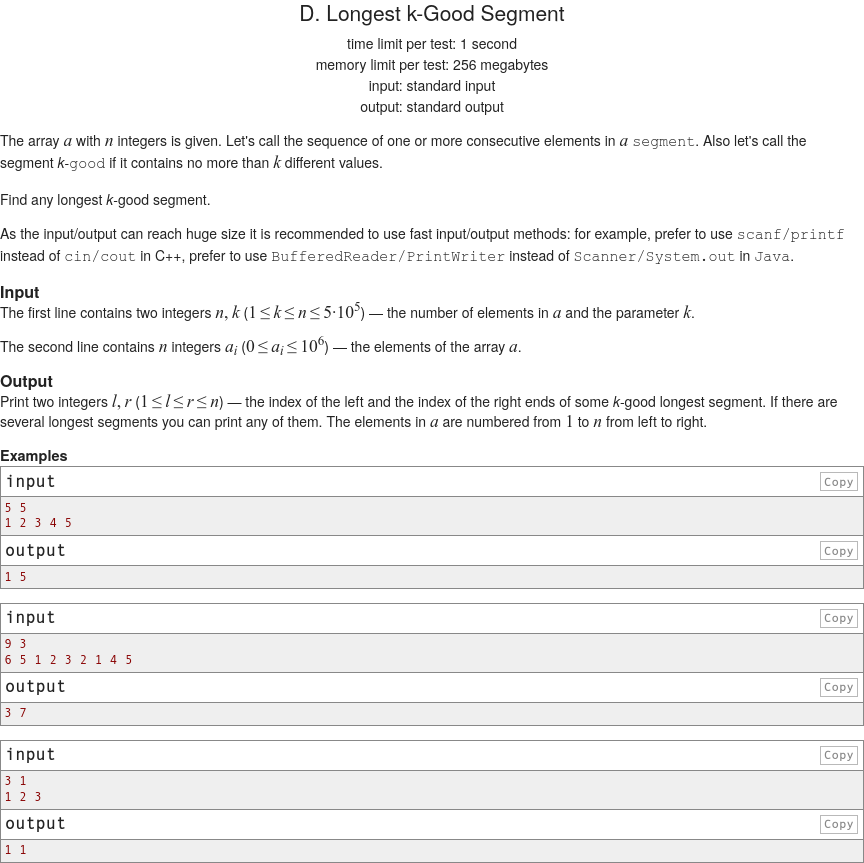 D. Longest k-Good Segment
time limit per test: 1 second
memory limit per test: 256 megabytes
input: standard input
output: standard output
The array a with n integers is given. Let's call the sequence of one or more consecutive elements in a segment. Also let's call the
segment k-good if it contains no more than k different values.
Find any longest k-good segment.
As the input/output can reach huge size it is recommended to use fast input/output methods: for example, prefer to use scanf/printf
instead of cin/cout in C++, prefer to use BufferedReader/PrintWriter instead of Scanner/System.out in Java.
Input
The first line contains two integers n, k (1 ≤ k ≤ n ≤ 5·10^5) — the number of elements in a and the parameter k.
The second line contains n integers a_i (0 ≤ a_i ≤ 10^6) — the elements of the array a.
Output
Print two integers l, r (1 ≤ l ≤ r ≤ n) — the index of the left and the index of the right ends of some k-good longest segment. If there are
several longest segments you can print any of them. The elements in a are numbered from 1 to n from left to right.
Examples
input Copy
5 5
1 2 3 4 5
output Copy
1 5
input Copy
9 3
6 5 1 2 3 2 1 4 5
output Copy
3 7
input Copy
3 1
1 2 3
output Copy
1 1